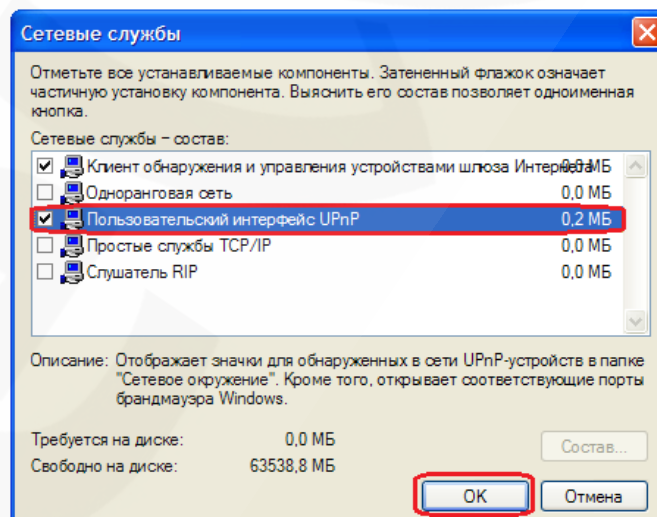 Сетевые службы
Отметьте все устанавливаемые компоненты. Затененный флажок означает
частичную установку компонента. Выяснить его состав позволяет одноименная
кнопка.
Сетевые службы – состав:
Клиент обнаружения и управления устройствами шлюза Интернета 0,0 МБ
Одноранговая сеть 0,0 МБ
Пользовательский интерфейс UPnP 0,2 МБ
Простые службы TCP/IP 0,0 МБ
Слушатель RIP 0,0 МБ
Описание: Отображает значки для обнаруженных в сети UPnP-устройств в папке
"Сетевое окружение". Кроме того, открывает соответствующие порты
брандмауэра Windows.
Требуется на диске: 0,0 МБ
Состав...
Свободно на диске: 63538,8 МБ
OK Отмена